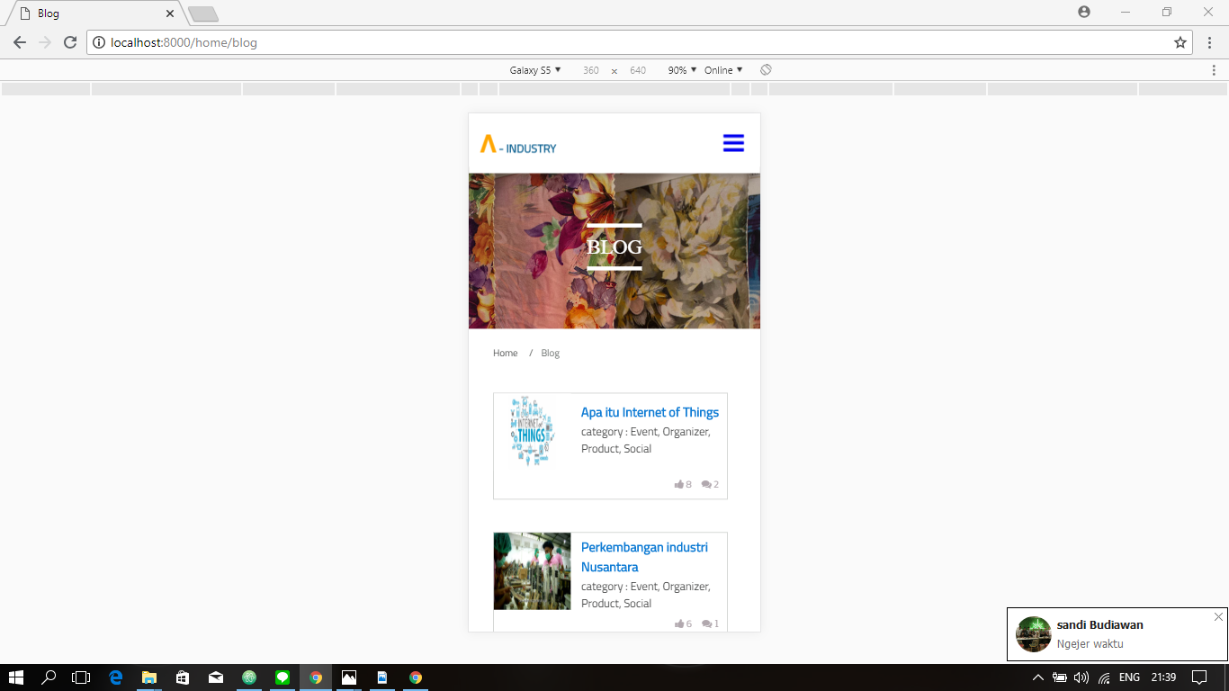 Blog
localhost:8000/home/blog
Galaxy S5 360 x 640 90% Online
- INDUSTRY
BLOG
Home / Blog
INTERNET
OF
THINGS
Apa itu Internet of Things
category : Event, Organizer,
Product, Social
8 2
Perkembangan industri
Nusantara
category : Event, Organizer,
Product, Social
6 1
sandi Budiawan
Ngejer waktu
ENG 21:39